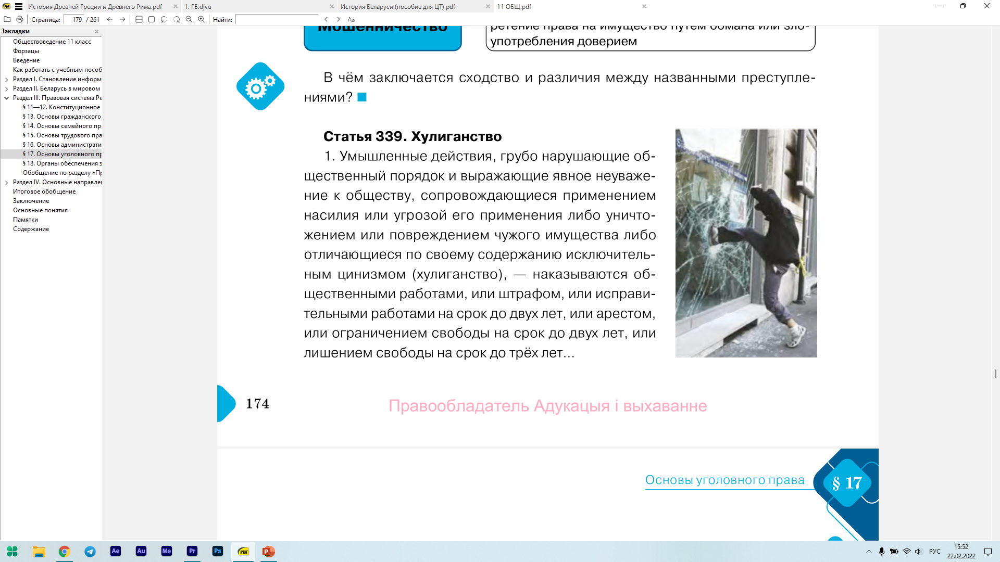 История Древней Греции и Древнего Рима.pdf
1. ГБ.djvu
История Беларуси (пособие для ЦТ).pdf
11 ОБЩ.pdf
Страница: 179 / 261
Найти:
Закладки
Обществоведение 11 класс
Форзацы
Введение
Как работать с учебным пособ
Раздел I. Становление информ
Раздел II. Беларусь в мировом
Раздел III. Правовая система Ре
§ 11—12. Конституционное
§ 13. Основы гражданского
§ 14. Основы семейного пр
§ 15. Основы трудового пра
§ 16. Основы администрати
§ 17. Основы уголовного пр
§ 18. Органы обеспечения з
Обобщение по разделу «Пр
Раздел IV. Основные направлен
Итоговое обобщение
Заключение
Основные понятия
Памятки
Содержание
Мошенничество
ретение права на имущество путём обмана или зло-
употребления доверием
В чём заключается сходство и различия между названными преступле-
ниями?
Статья 339. Хулиганство
1. Умышленные действия, грубо нарушающие об-
щественный порядок и выражающие явное неуваже-
ние к обществу, сопровождающиеся применением
насилия или угрозой его применения либо уничто-
жением или повреждением чужого имущества либо
отличающиеся по своему содержанию исключитель-
ным цинизмом (хулиганство), — наказываются об-
щественными работами, или штрафом, или исправи-
тельными работами на срок до двух лет, или арестом,
или ограничением свободы на срок до двух лет, или
лишением свободы на срок до трёх лет...
174
Правообладатель Адукацыя і выхаванне
Основы уголовного права
§ 17
Ae
Au
Me
Pr
Ps
PDF
P
РУС
15:52
22.02.2022